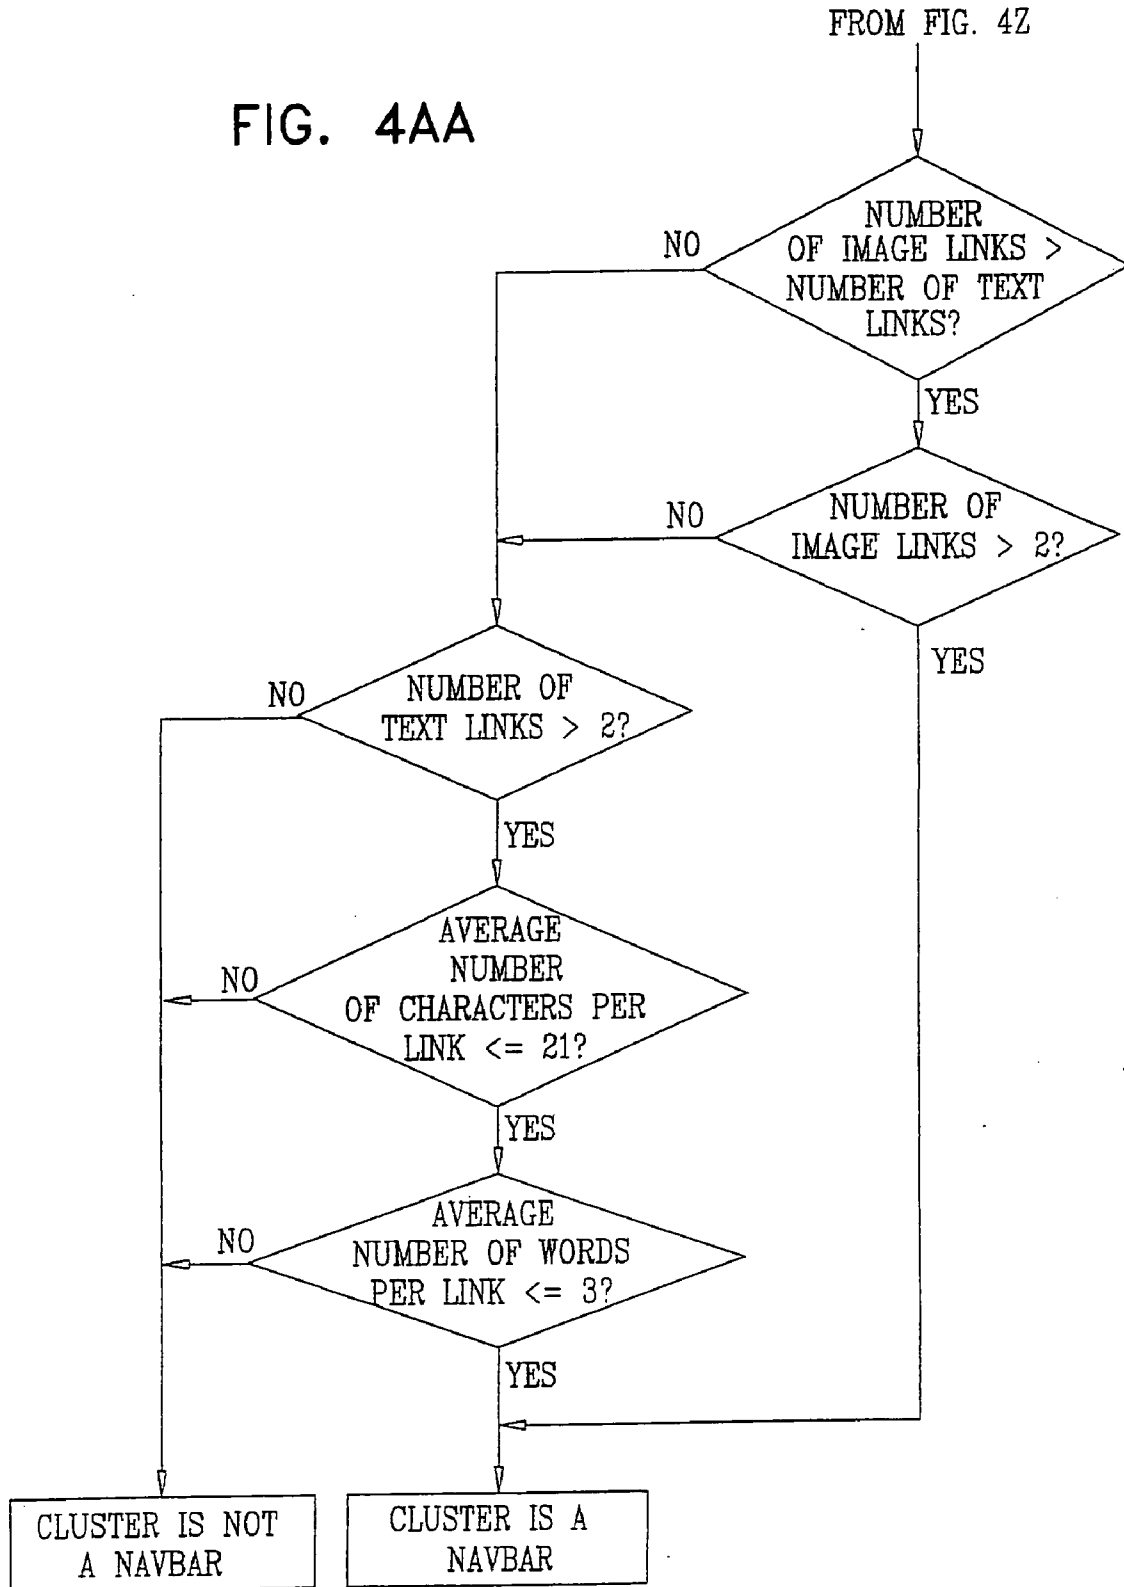 FROM FIG. 4Z
FIG. 4AA
NUMBER
OF IMAGE LINKS >
NUMBER OF TEXT
LINKS?
NO
YES
NUMBER OF
IMAGE LINKS > 2?
NO
YES
NUMBER OF
TEXT LINKS > 2?
NO
YES
AVERAGE
NUMBER
OF CHARACTERS PER
LINK <= 21?
NO
YES
AVERAGE
NUMBER OF WORDS
PER LINK <= 3?
NO
YES
CLUSTER IS NOT
A NAVBAR
CLUSTER IS A
NAVBAR